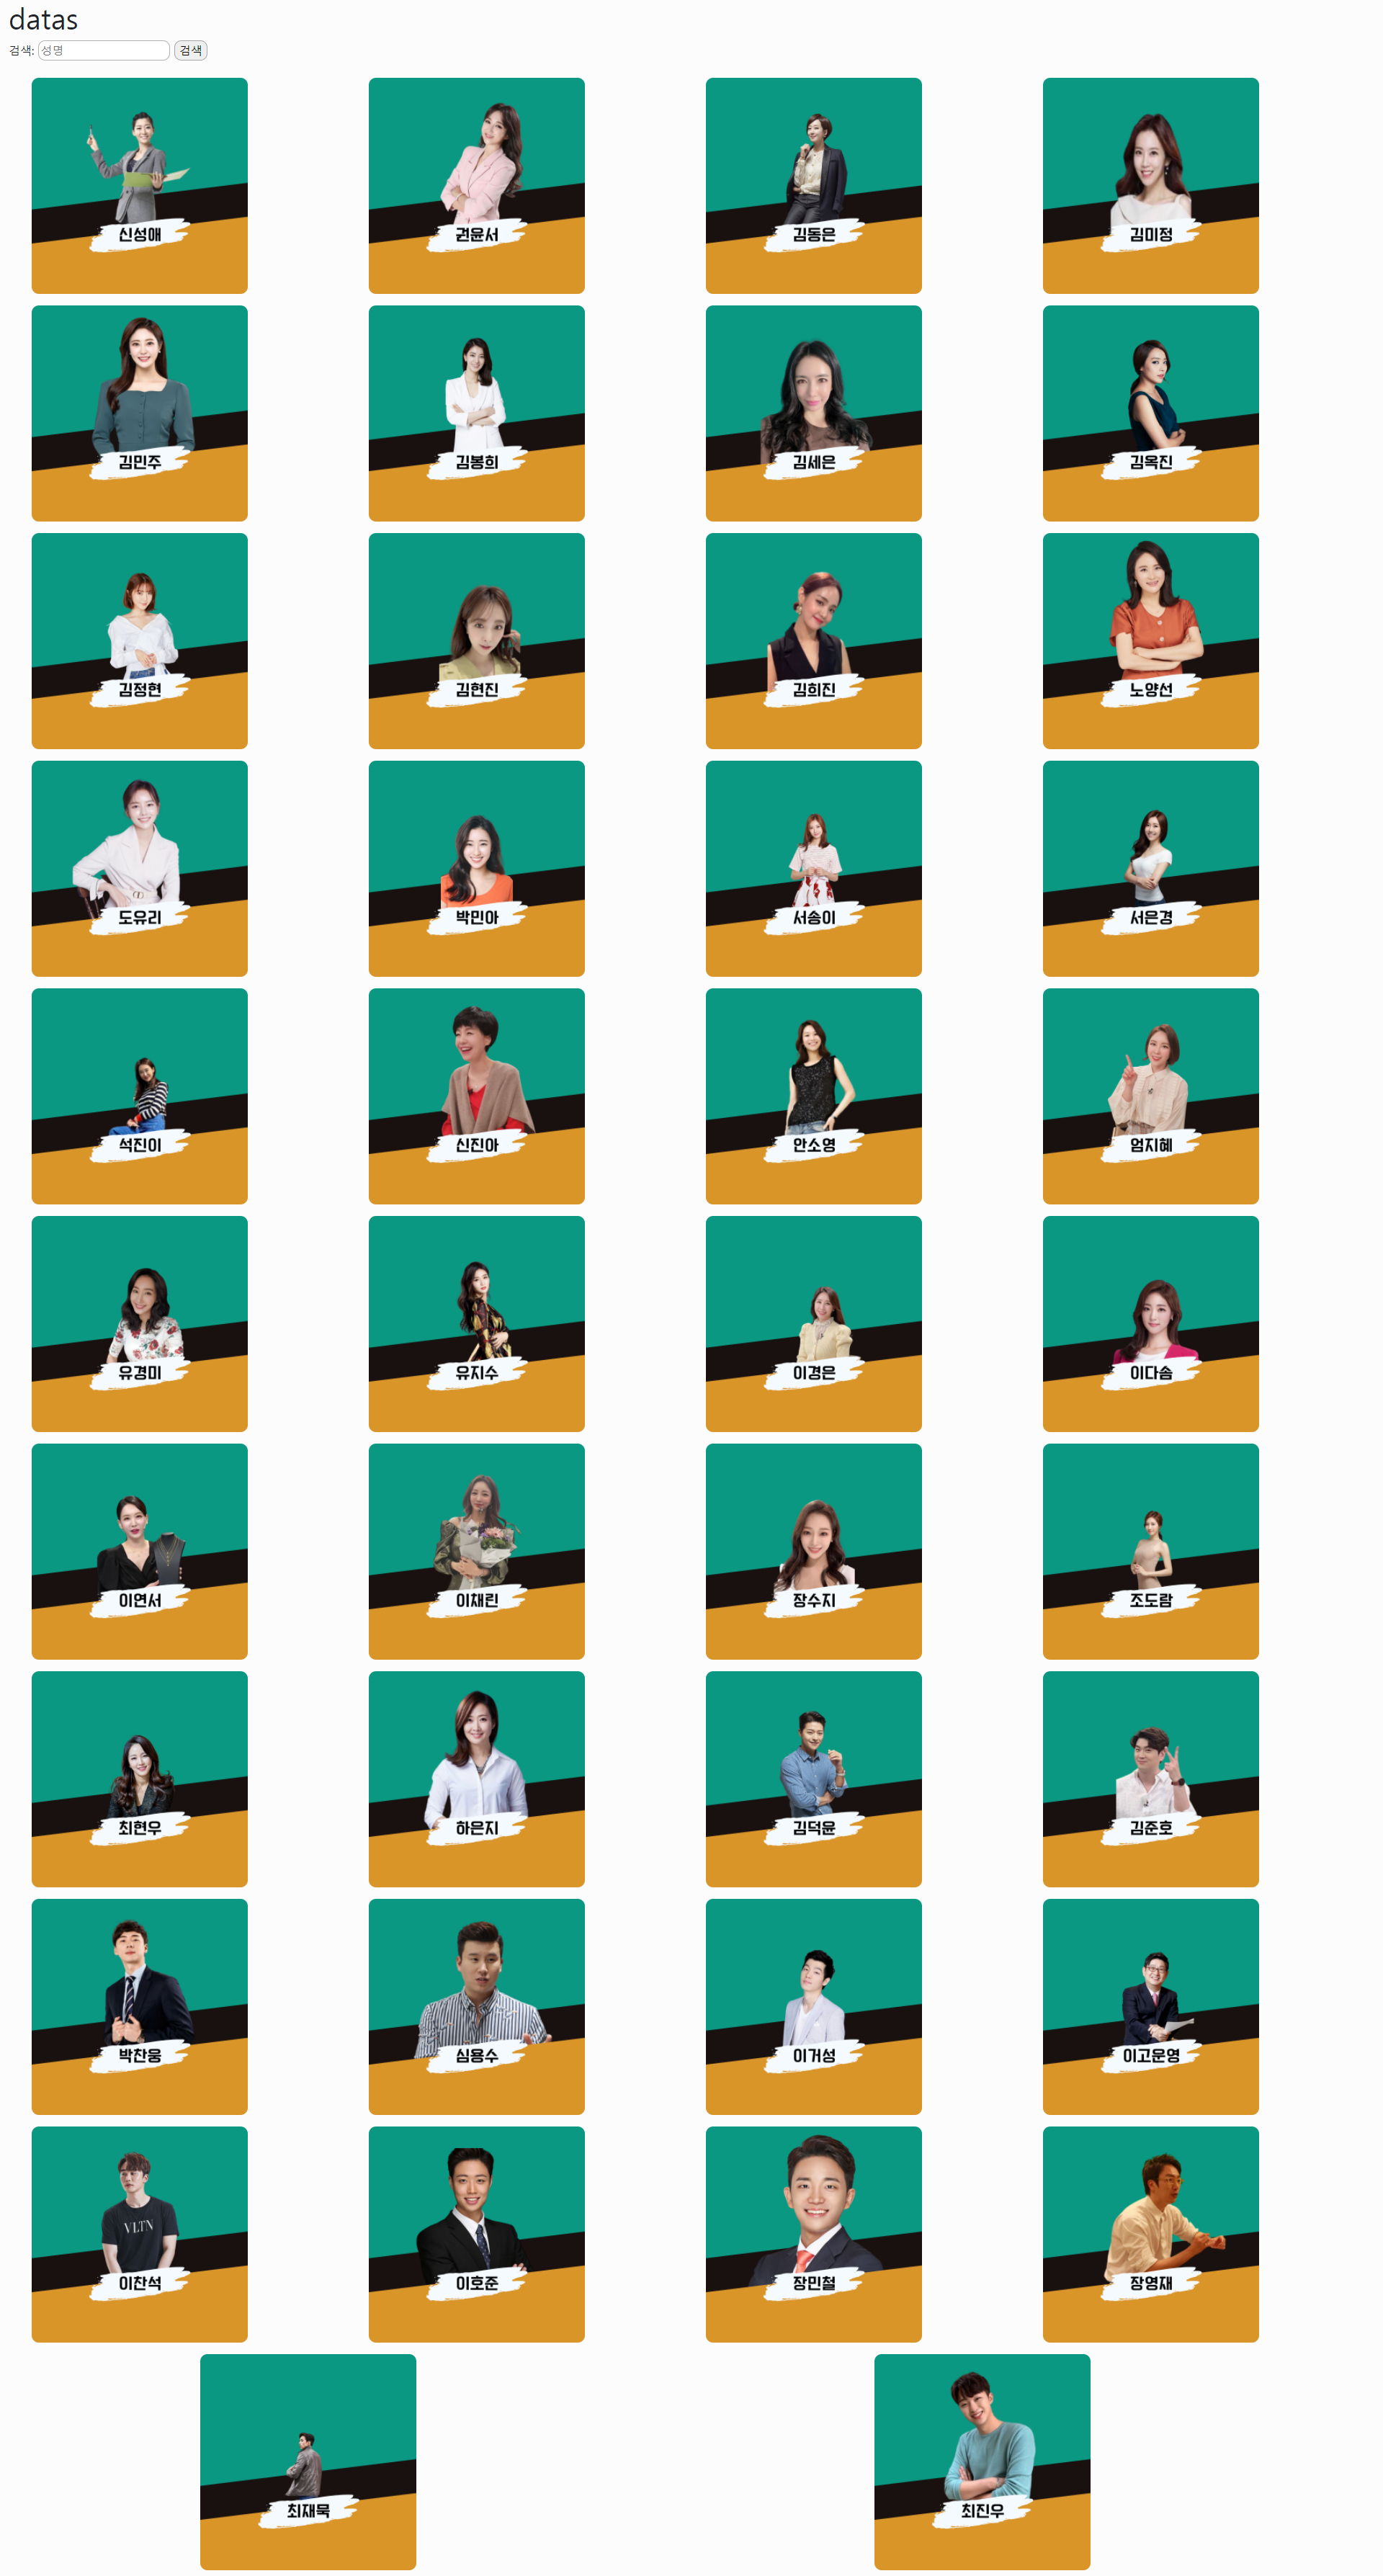 datas
검색: 성명 검색
신성애 권윤서 김동은 김미정
김민주 김봉희 김세은 김옥진
김정현 김현진 김희진 노양선
도유리 박민아 서송이 서은경
석진이 신진아 안소영 엄지혜
유경미 유지수 이경은 이다솜
이연서 이채린 장수지 조도람
최현우 하은지 김덕윤 김준호
박찬웅 심용수 이거성 이고운영
VLTN
이찬석 이호준 장민철 장영재
최재묵 최진우